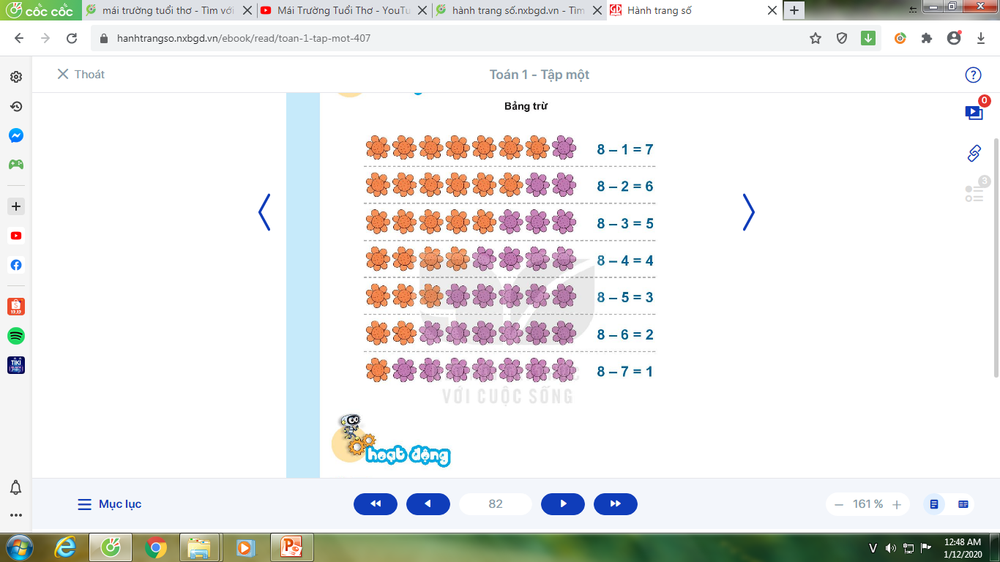 cốc cốc
mái trường tuổi thơ - Tìm với
Mái Trường Tuổi Thơ - YouTu
hành trang số.nxbgd.vn - Tìm
Hành trang số
hanhtrangso.nxbgd.vn/ebook/read/toan-1-tap-mot-407
Thoát
Toán 1 - Tập một
0
3
Bảng trừ
8 – 1 = 7
8 – 2 = 6
8 – 3 = 5
8 – 4 = 4
8 – 5 = 3
8 – 6 = 2
8 – 7 = 1
VỚI CUỘC SỐNG
hoạt động
Mục lục
82
161 %
12.12
TiKi
V
12:48 AM
1/12/2020